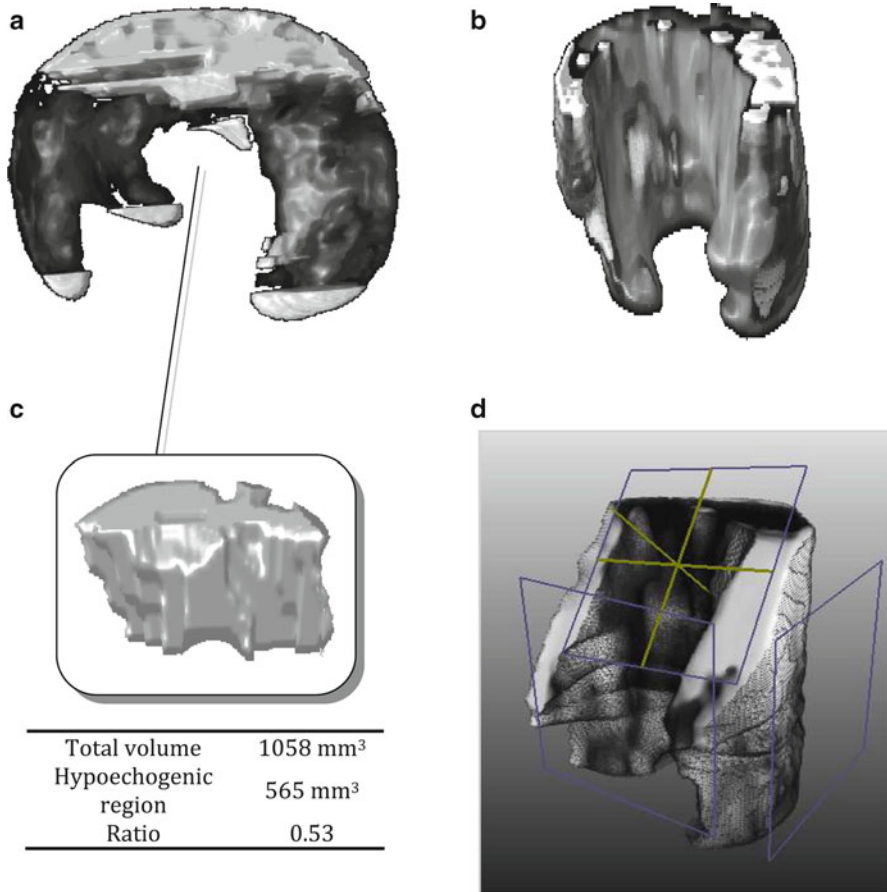 a
b
c
d
Total volume 1058 mm³
Hypoechogenic
region 565 mm³
Ratio 0.53